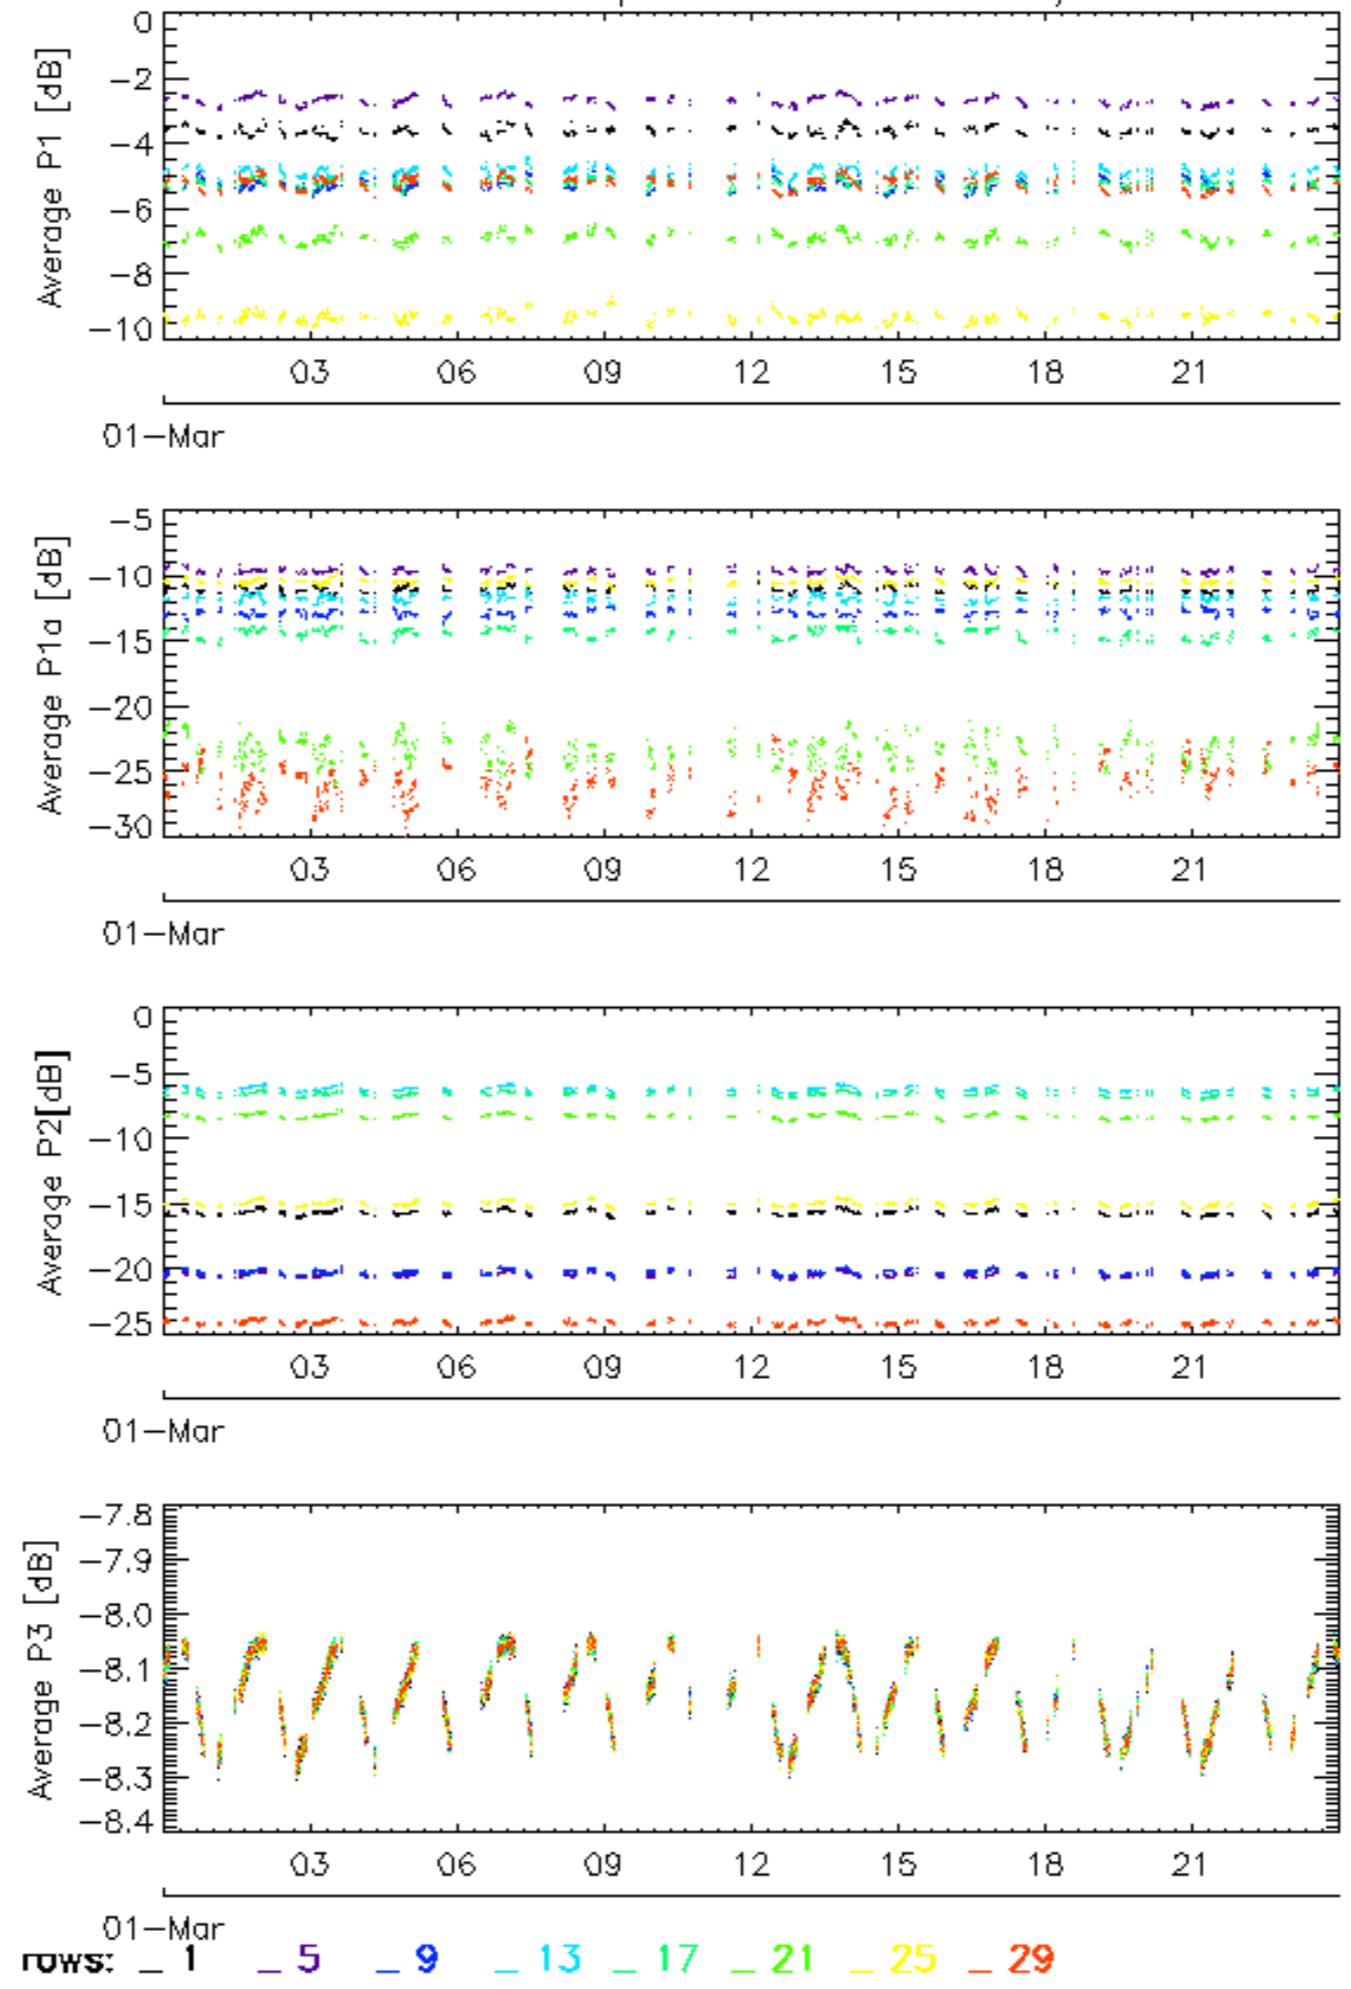 0
−2
−4
−6
−8
−10
Average P1 [dB]
03 06 09 12 15 18 21
01−Mar
−5
−10
−15
−20
−25
−30
Average P1a [dB]
03 06 09 12 15 18 21
01−Mar
0
−5
−10
−15
−20
−25
Average P2[dB]
03 06 09 12 15 18 21
01−Mar
−7.8
−7.9
−8.0
−8.1
−8.2
−8.3
−8.4
Average P3 [dB]
03 06 09 12 15 18 21
01−Mar
rows: _ 1 _ 5 _ 9 _ 13 _ 17 _ 21 _ 25 _ 29